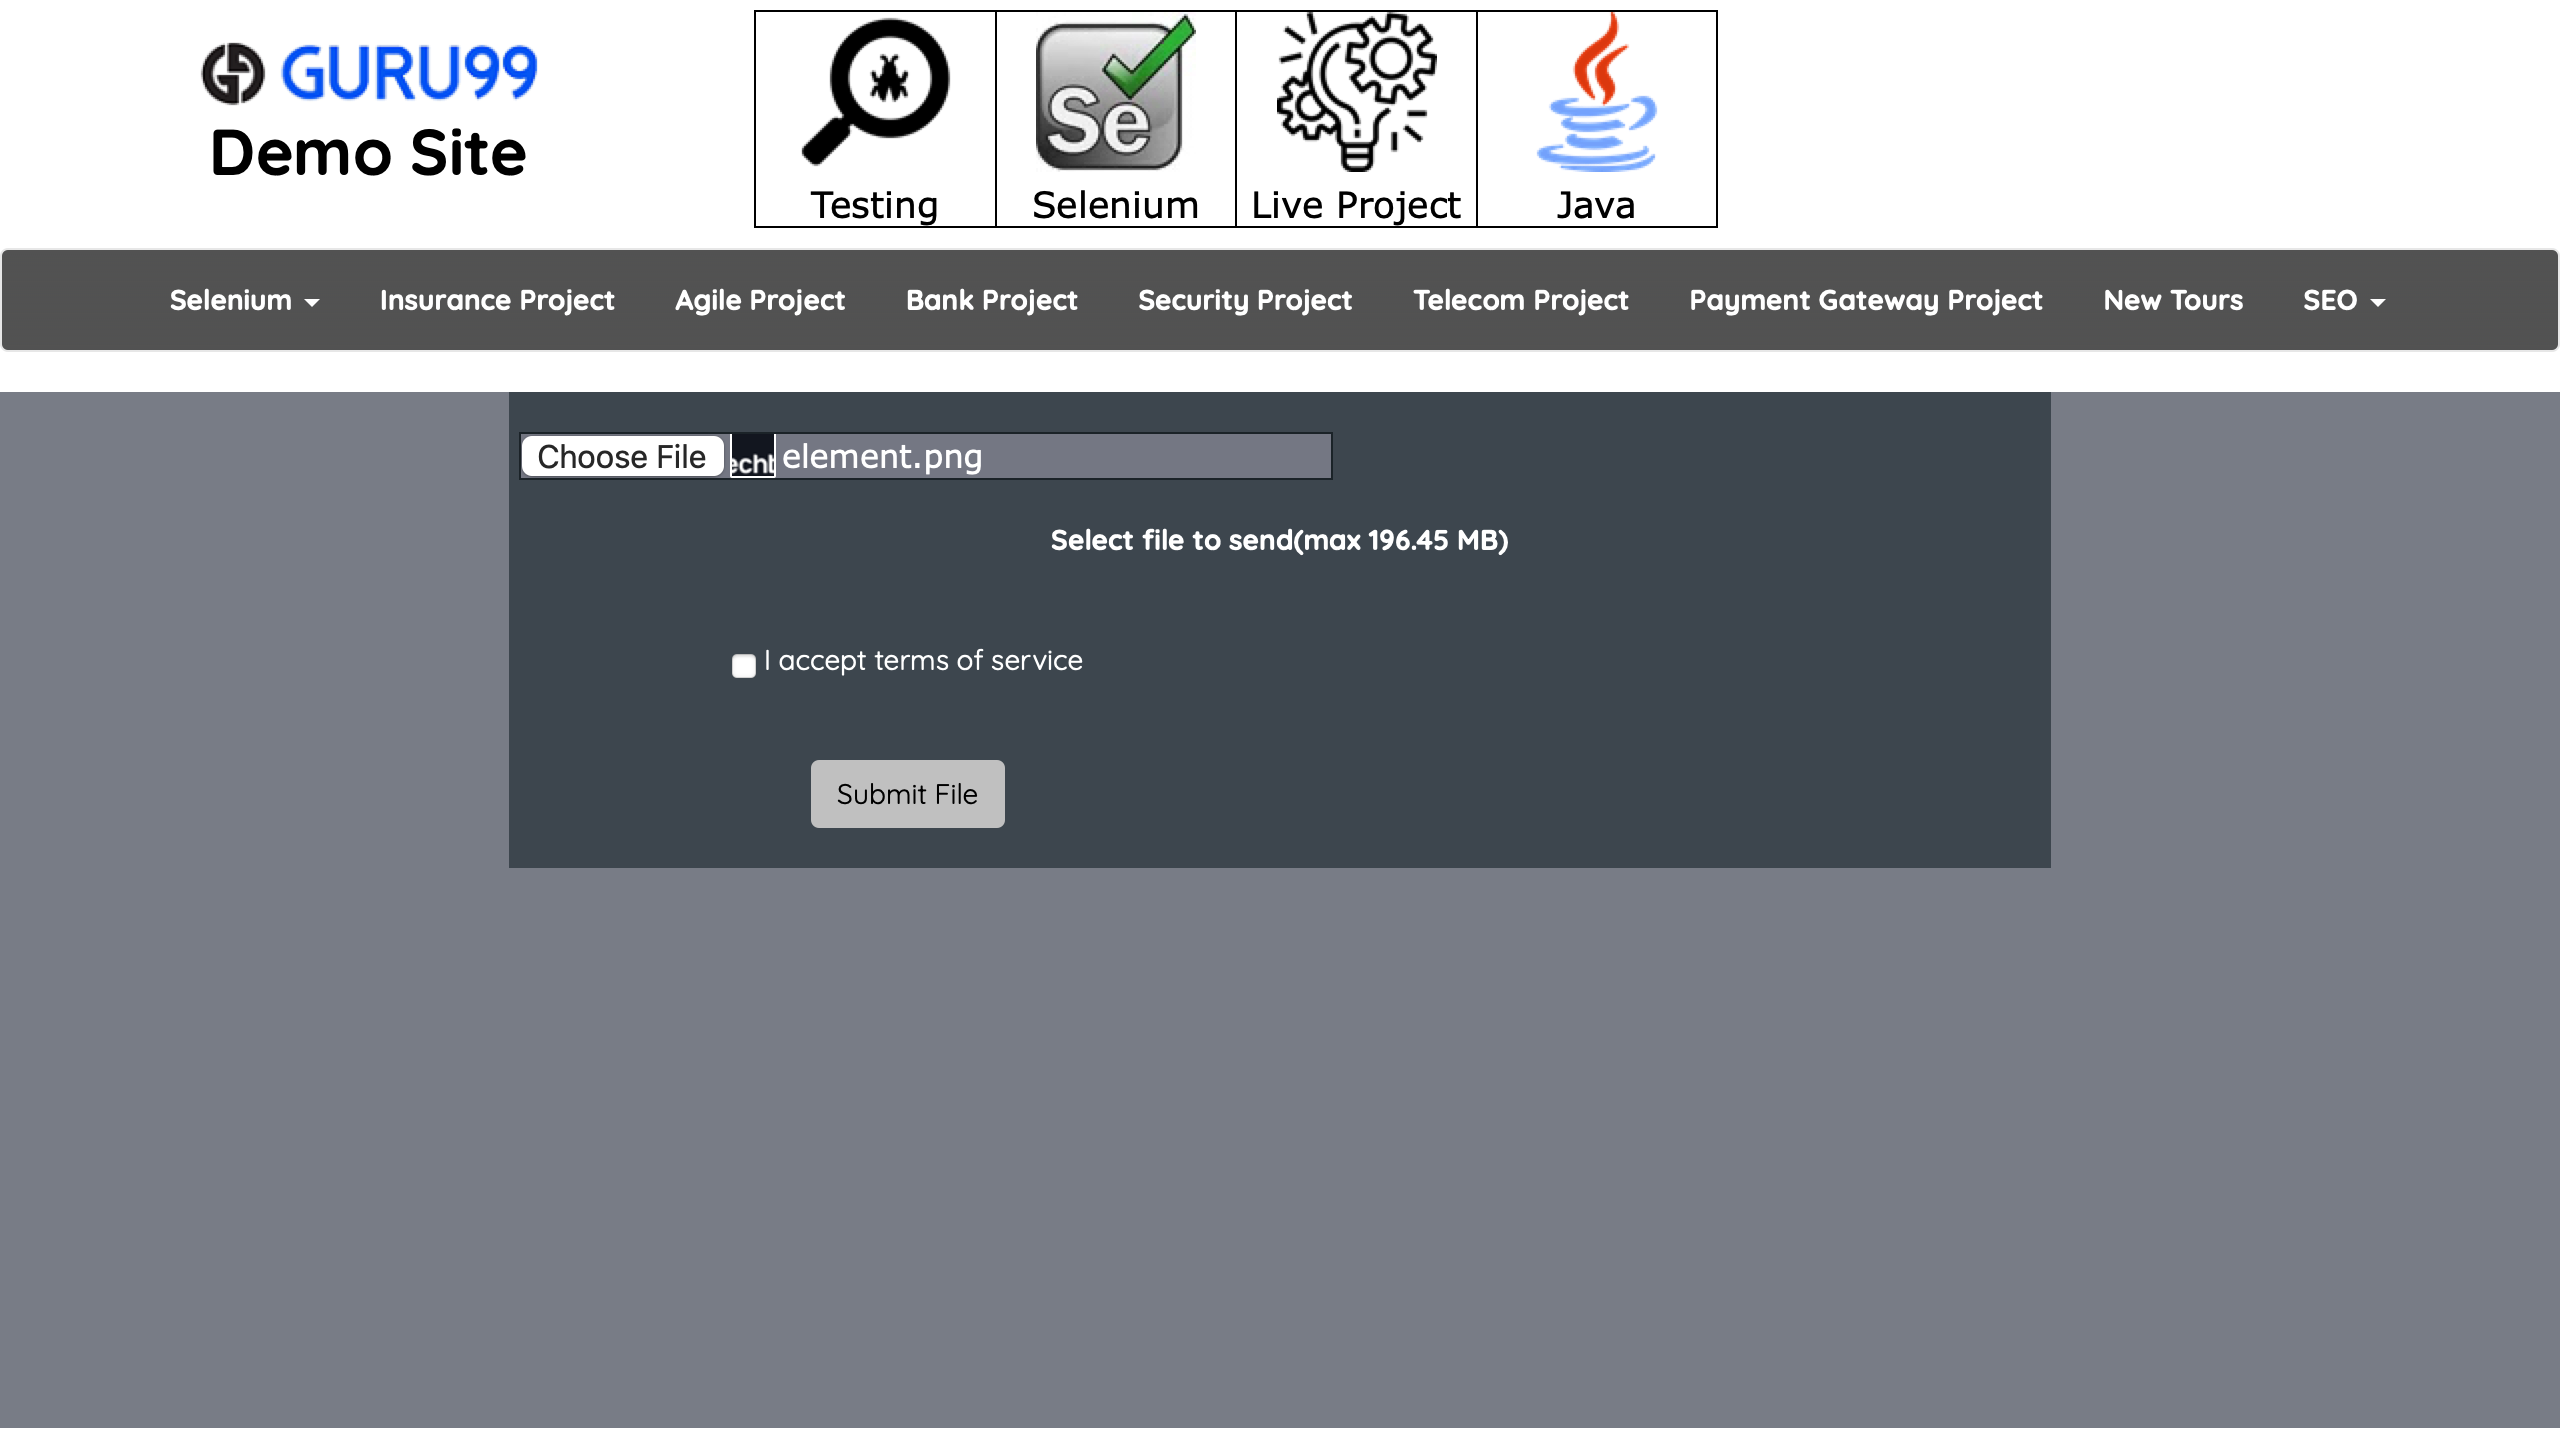 GURU99
Demo Site
Se
Testing
Selenium
Live Project
Java
Selenium
Insurance Project
Agile Project
Bank Project
Security Project
Telecom Project
Payment Gateway Project
New Tours
SEO
Choose File echt element.png
Select file to send(max 196.45 MB)
I accept terms of service
Submit File